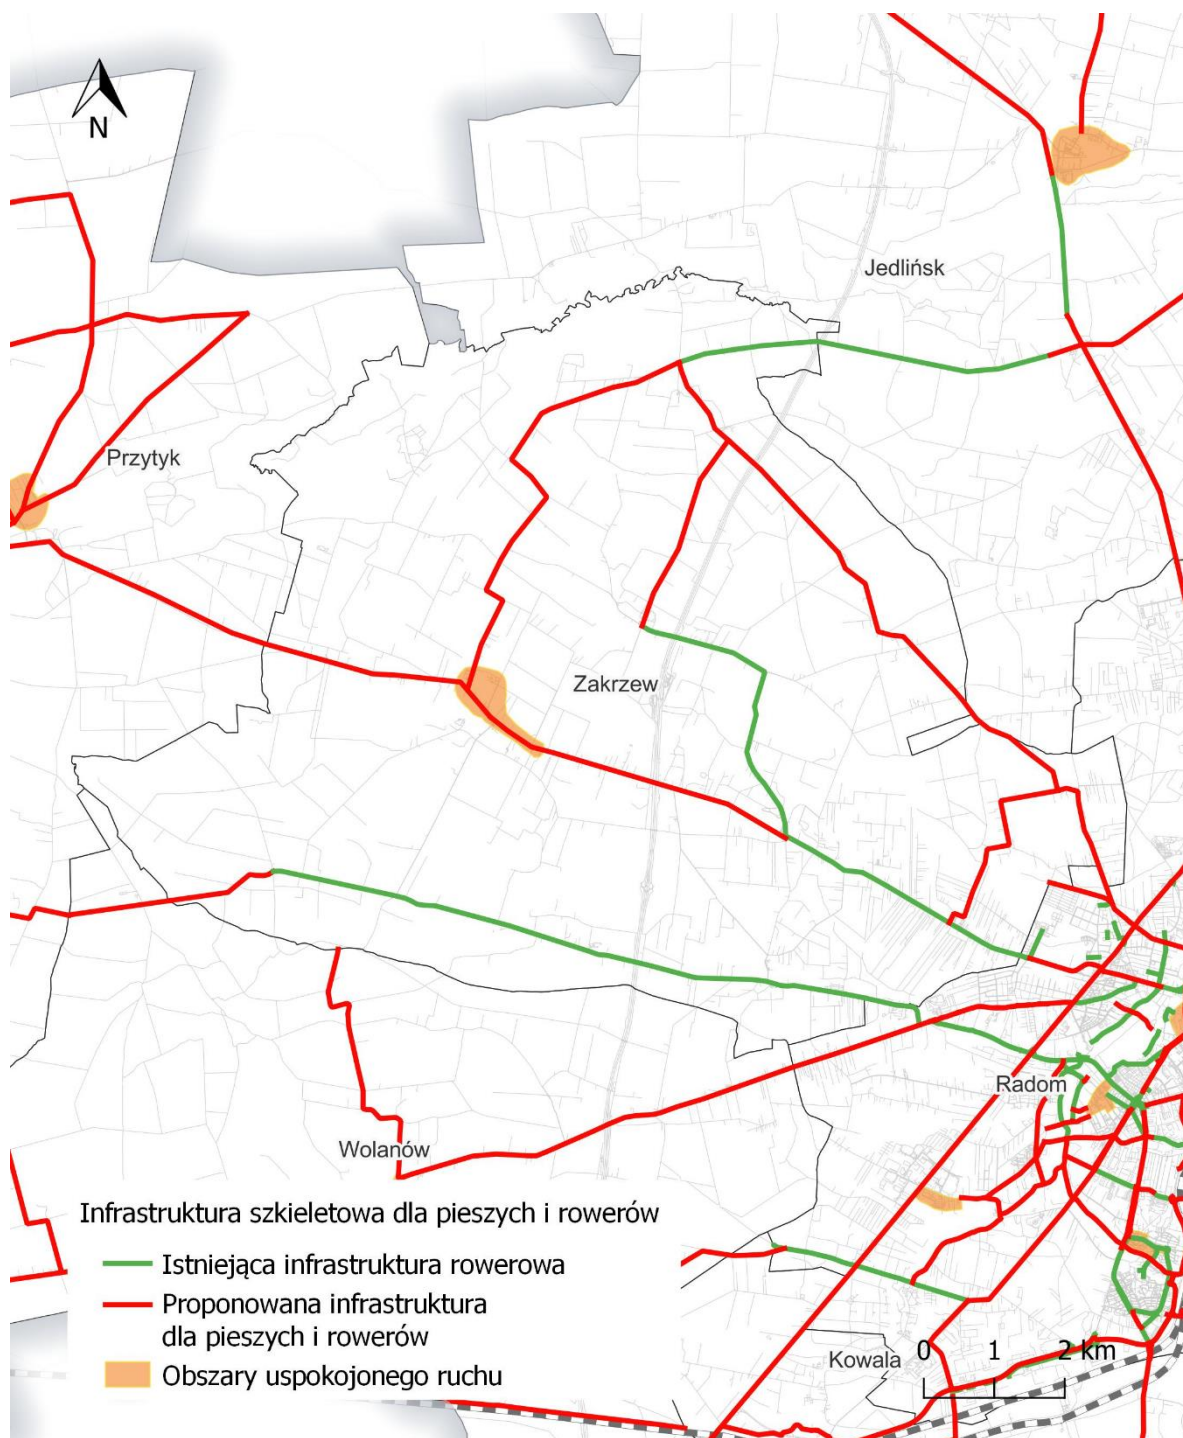 N
Jedlińsk
Przytyk
Zakrzew
Radom
Wolanów
Infrastruktura szkieletowa dla pieszych i rowerów
Istniejąca infrastruktura rowerowa
Proponowana infrastruktura
dla pieszych i rowerów
Obszary uspokojonego ruchu
Kowala
0 1 2 km